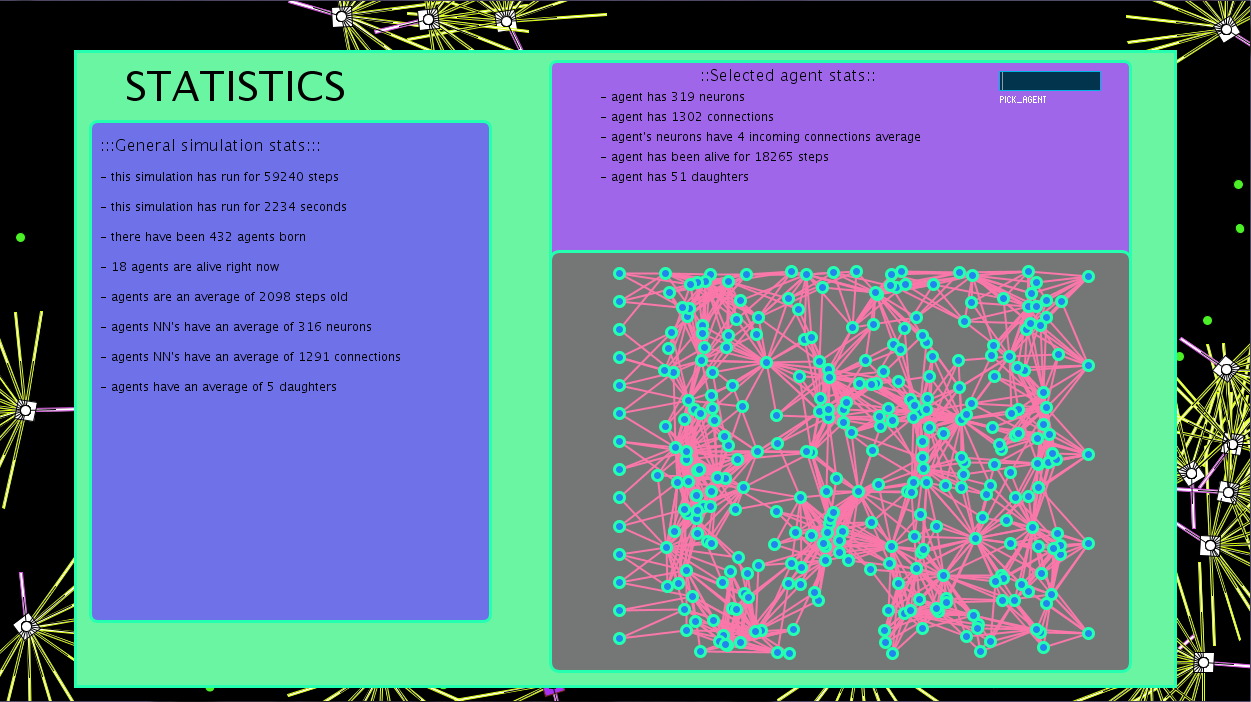 STATISTICS
:::General simulation stats:::
- this simulation has run for 59240 steps
- this simulation has run for 2234 seconds
- there have been 432 agents born
- 18 agents are alive right now
- agents are an average of 2098 steps old
- agents NN's have an average of 316 neurons
- agents NN's have an average of 1291 connections
- agents have an average of 5 daughters
::Selected agent stats::
- agent has 319 neurons
- agent has 1302 connections
- agent's neurons have 4 incoming connections average
- agent has been alive for 18265 steps
- agent has 51 daughters
PICK_AGENT